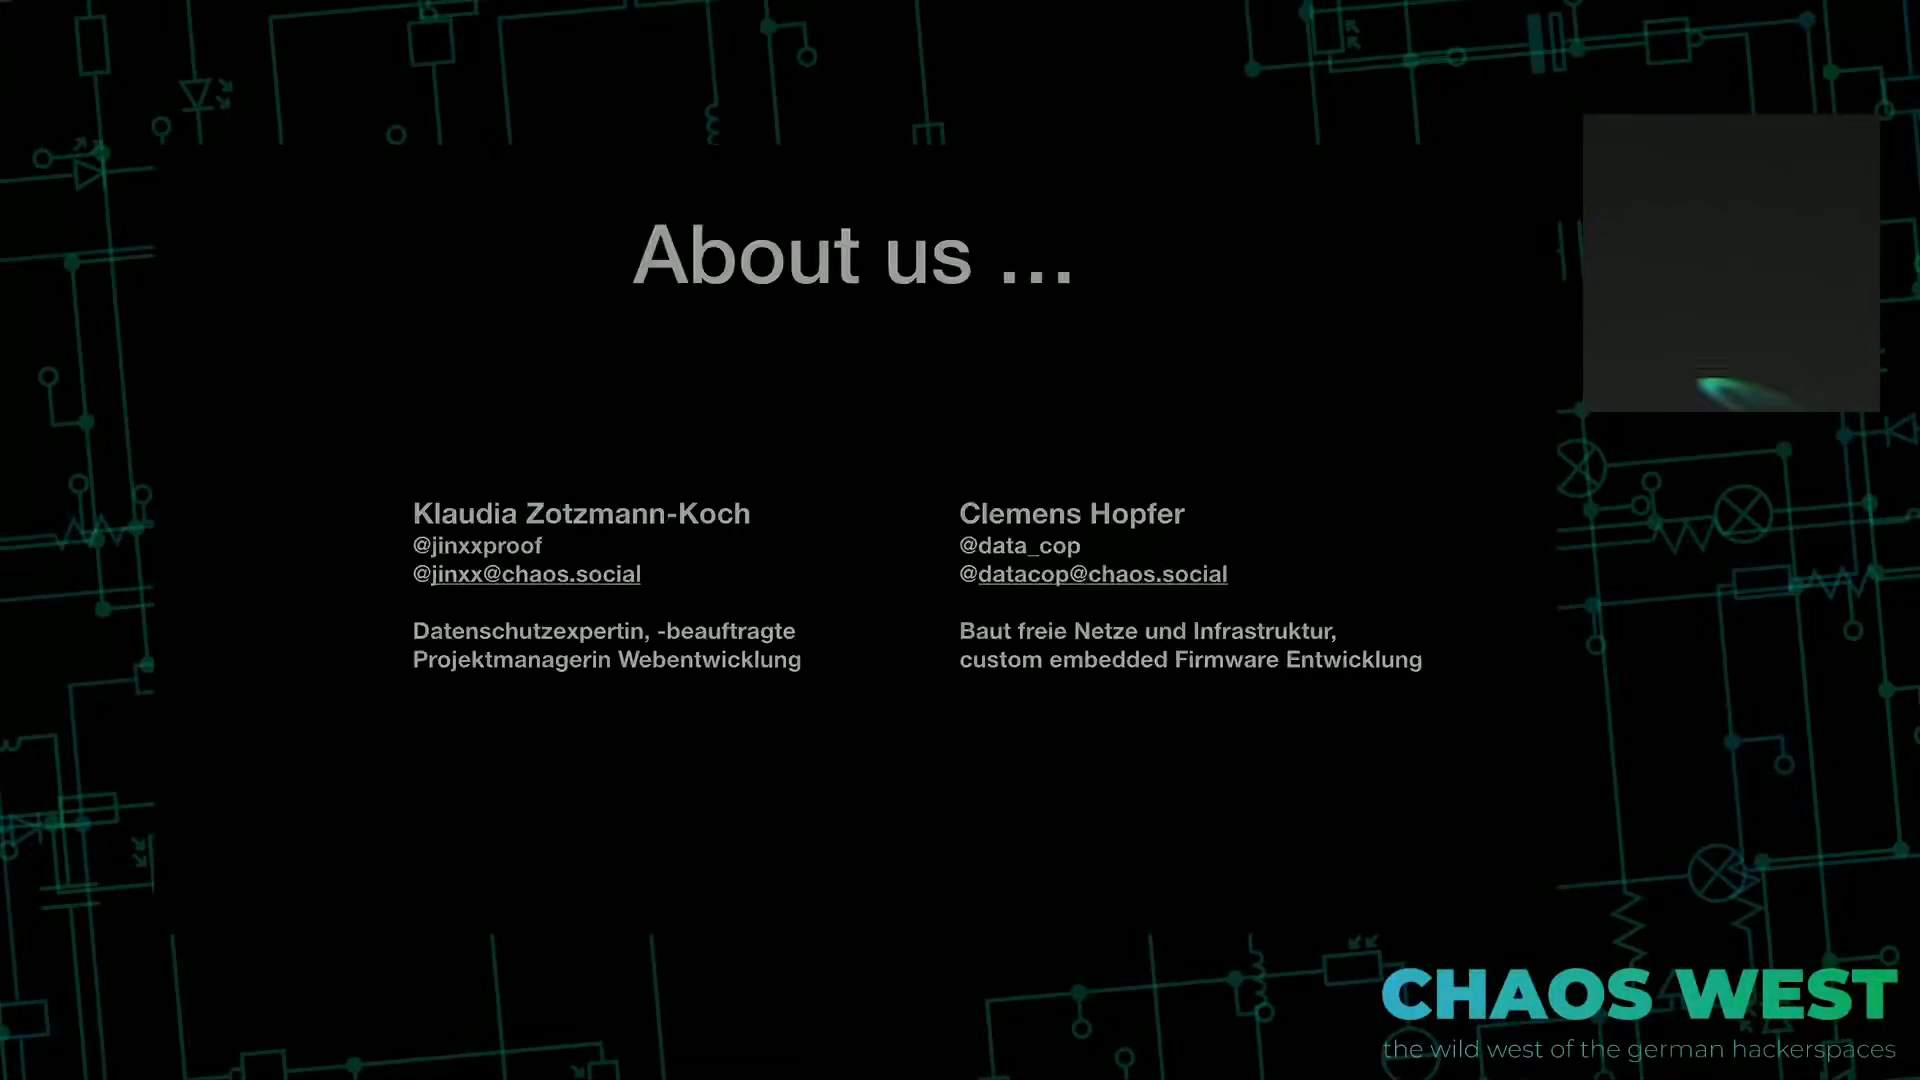 About us ...
Klaudia Zotzmann-Koch
@jinxxproof
@jinxx@chaos.social
Datenschutzexpertin, -beauftragte
Projektmanagerin Webentwicklung
Clemens Hopfer
@data_cop
@datacop@chaos.social
Baut freie Netze und Infrastruktur,
custom embedded Firmware Entwicklung
CHAOS WEST
the wild west of the german hackerspaces